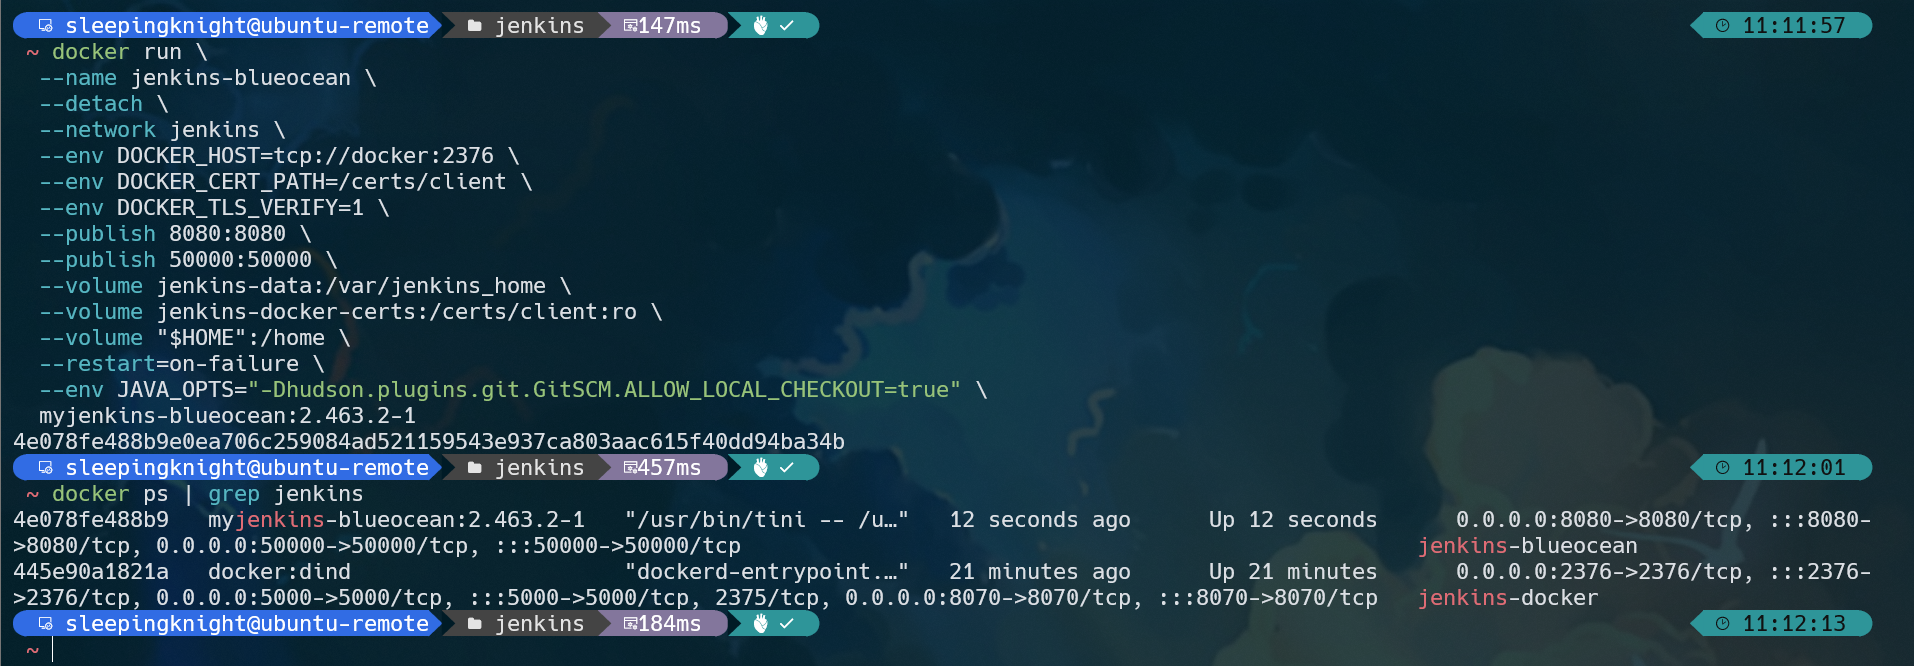 sleepingknight@ubuntu-remote jenkins 147ms 11:11:57
~ docker run \
--name jenkins-blueocean \
--detach \
--network jenkins \
--env DOCKER_HOST=tcp://docker:2376 \
--env DOCKER_CERT_PATH=/certs/client \
--env DOCKER_TLS_VERIFY=1 \
--publish 8080:8080 \
--publish 50000:50000 \
--volume jenkins-data:/var/jenkins_home \
--volume jenkins-docker-certs:/certs/client:ro \
--volume "$HOME":/home \
--restart=on-failure \
--env JAVA_OPTS="-Dhudson.plugins.git.GitSCM.ALLOW_LOCAL_CHECKOUT=true" \
myjenkins-blueocean:2.463.2-1
4e078fe488b9e0ea706c259084ad521159543e937ca803aac615f40dd94ba34b
sleepingknight@ubuntu-remote jenkins 457ms 11:12:01
~ docker ps | grep jenkins
4e078fe488b9 myjenkins-blueocean:2.463.2-1 "/usr/bin/tini -- /u…" 12 seconds ago Up 12 seconds 0.0.0.0:8080->8080/tcp, :::8080-
>8080/tcp, 0.0.0.0:50000->50000/tcp, :::50000->50000/tcp jenkins-blueocean
445e90a1821a docker:dind "dockerd-entrypoint.…" 21 minutes ago Up 21 minutes 0.0.0.0:2376->2376/tcp, :::2376-
>2376/tcp, 0.0.0.0:5000->5000/tcp, :::5000->5000/tcp, 2375/tcp, 0.0.0.0:8070->8070/tcp, :::8070->8070/tcp jenkins-docker
sleepingknight@ubuntu-remote jenkins 184ms 11:12:13
~